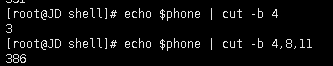 [root@JD shell]# echo $phone | cut -b 4
3
[root@JD shell]# echo $phone | cut -b 4,8,11
386